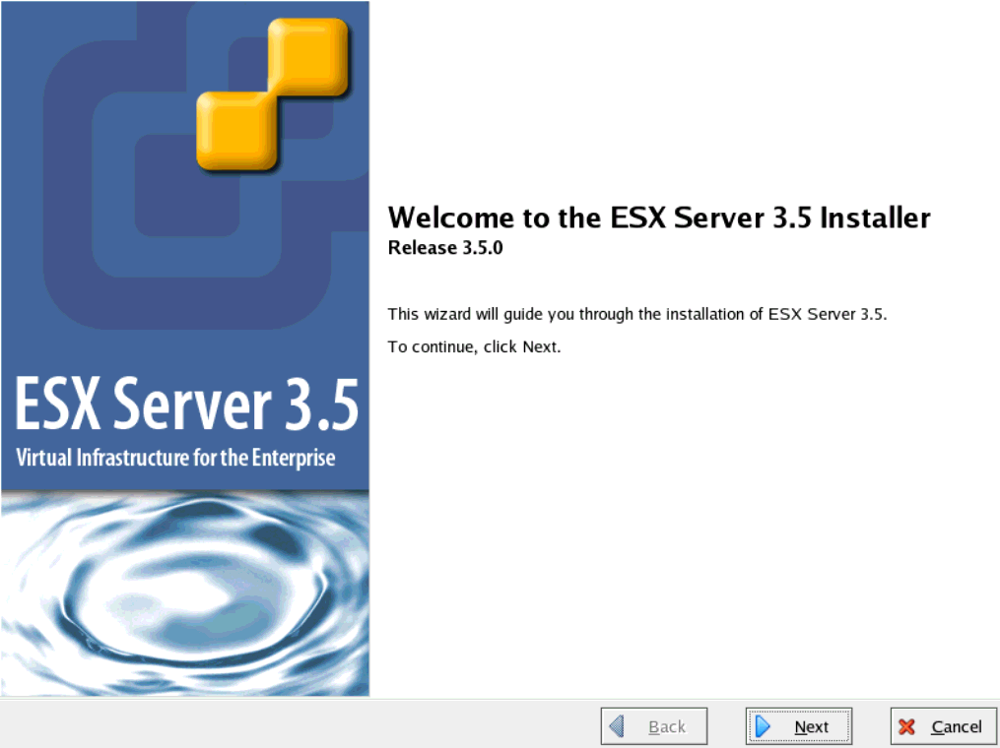 Welcome to the ESX Server 3.5 Installer
Release 3.5.0
This wizard will guide you through the installation of ESX Server 3.5.
To continue, click Next.
ESX Server 3.5
Virtual Infrastructure for the Enterprise
Back
Next
Cancel